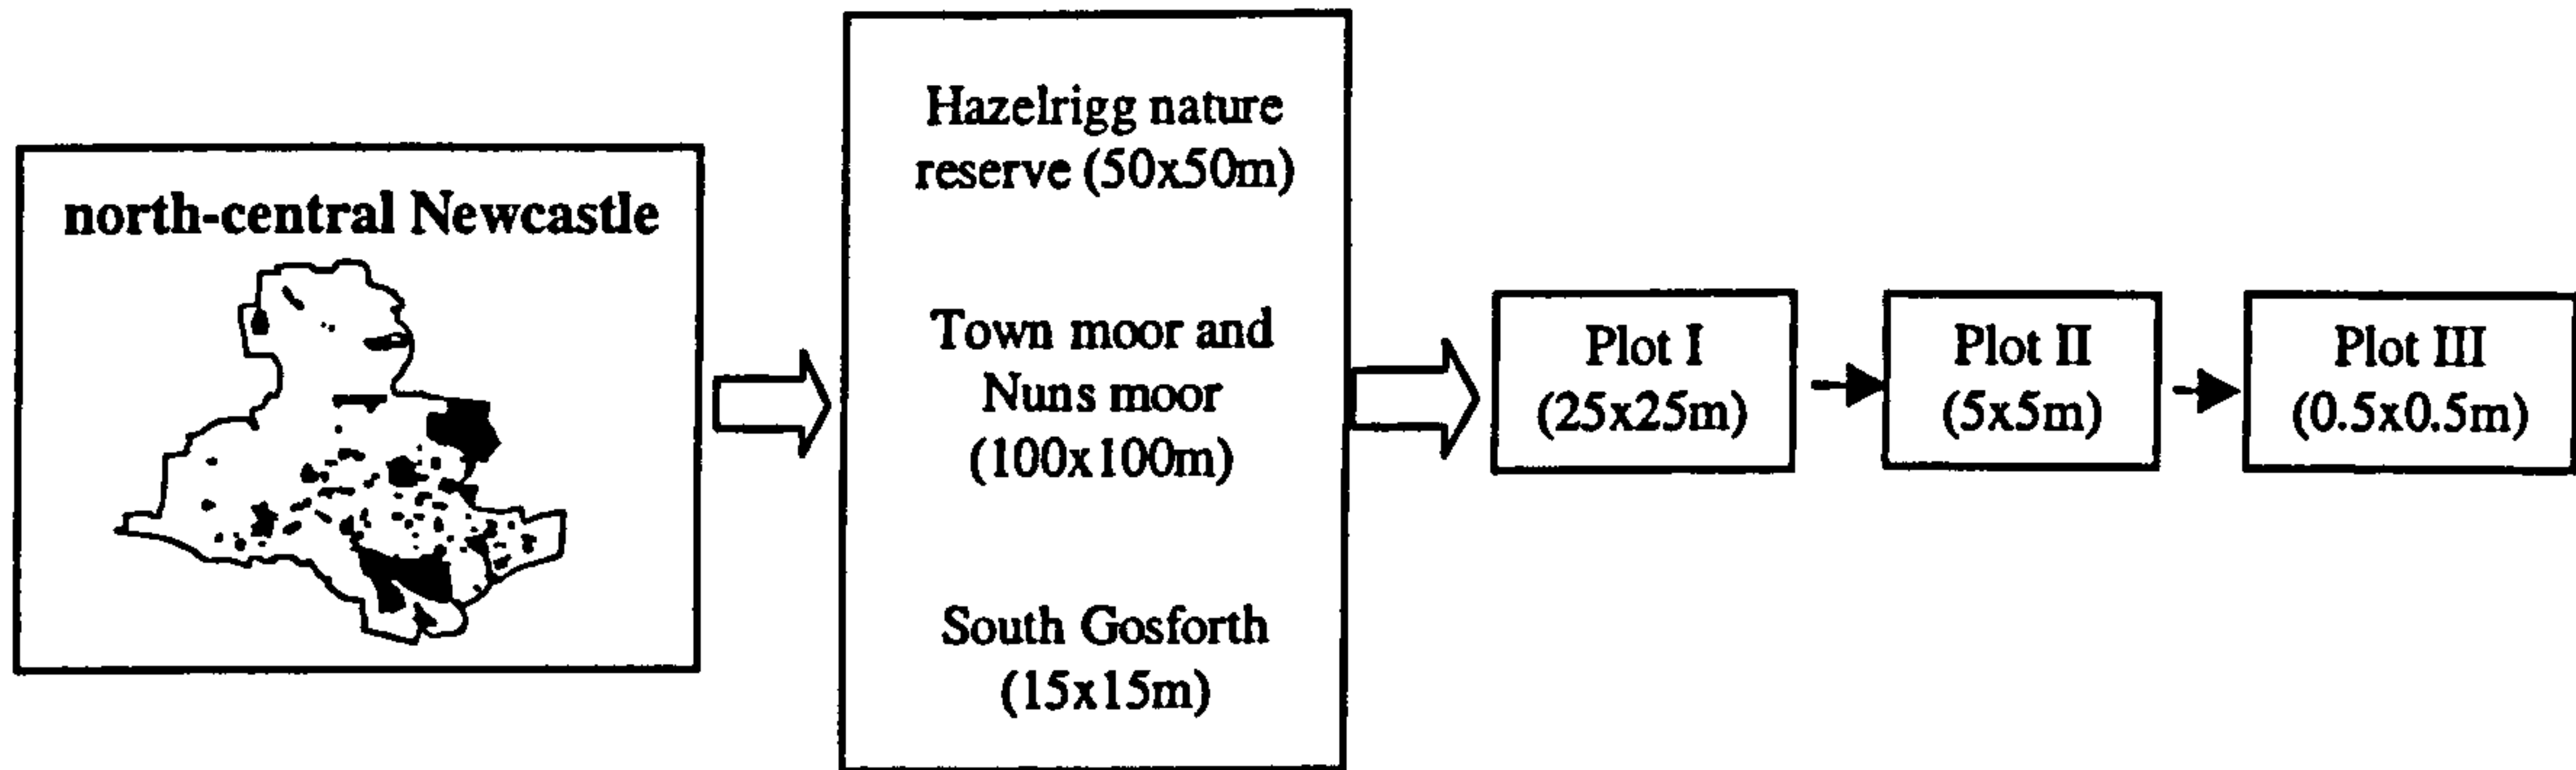 north-central Newcastle
Hazelrigg nature
reserve (50x50m)
Town moor and
Nuns moor
(100x100m)
South Gosforth
(15x15m)
Plot I
(25x25m)
Plot II
(5x5m)
Plot III
(0.5x0.5m)